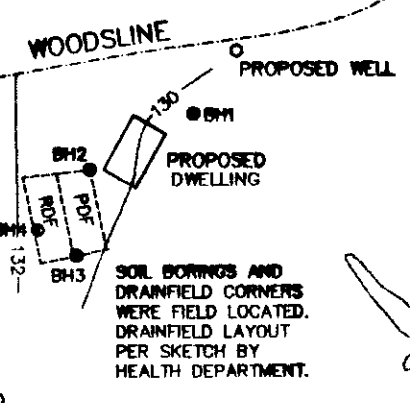 WOODSLINE
PROPOSED WELL
130
BH1
BH2
PROPOSED
DWELLING
RDF
PDF
BH4
132
BH3
SOIL BORINGS AND
DRAINFIELD CORNERS
WERE FIELD LOCATED.
DRAINFIELD LAYOUT
PER SKETCH BY
HEALTH DEPARTMENT.